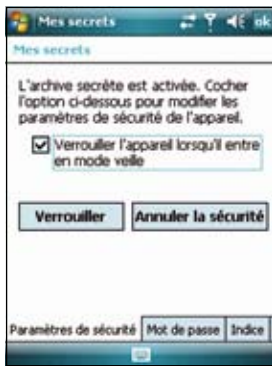 Mes secrets
ok
Mes secrets
L'archive secrète est activée. Cocher
l'option ci-dessous pour modifier les
paramètres de sécurité de l'appareil.
Verrouiller l'appareil lorsqu'il entre
en mode veille
Verrouiller
Annuler la sécurité
Paramètres de sécurité
Mot de passe
Indice